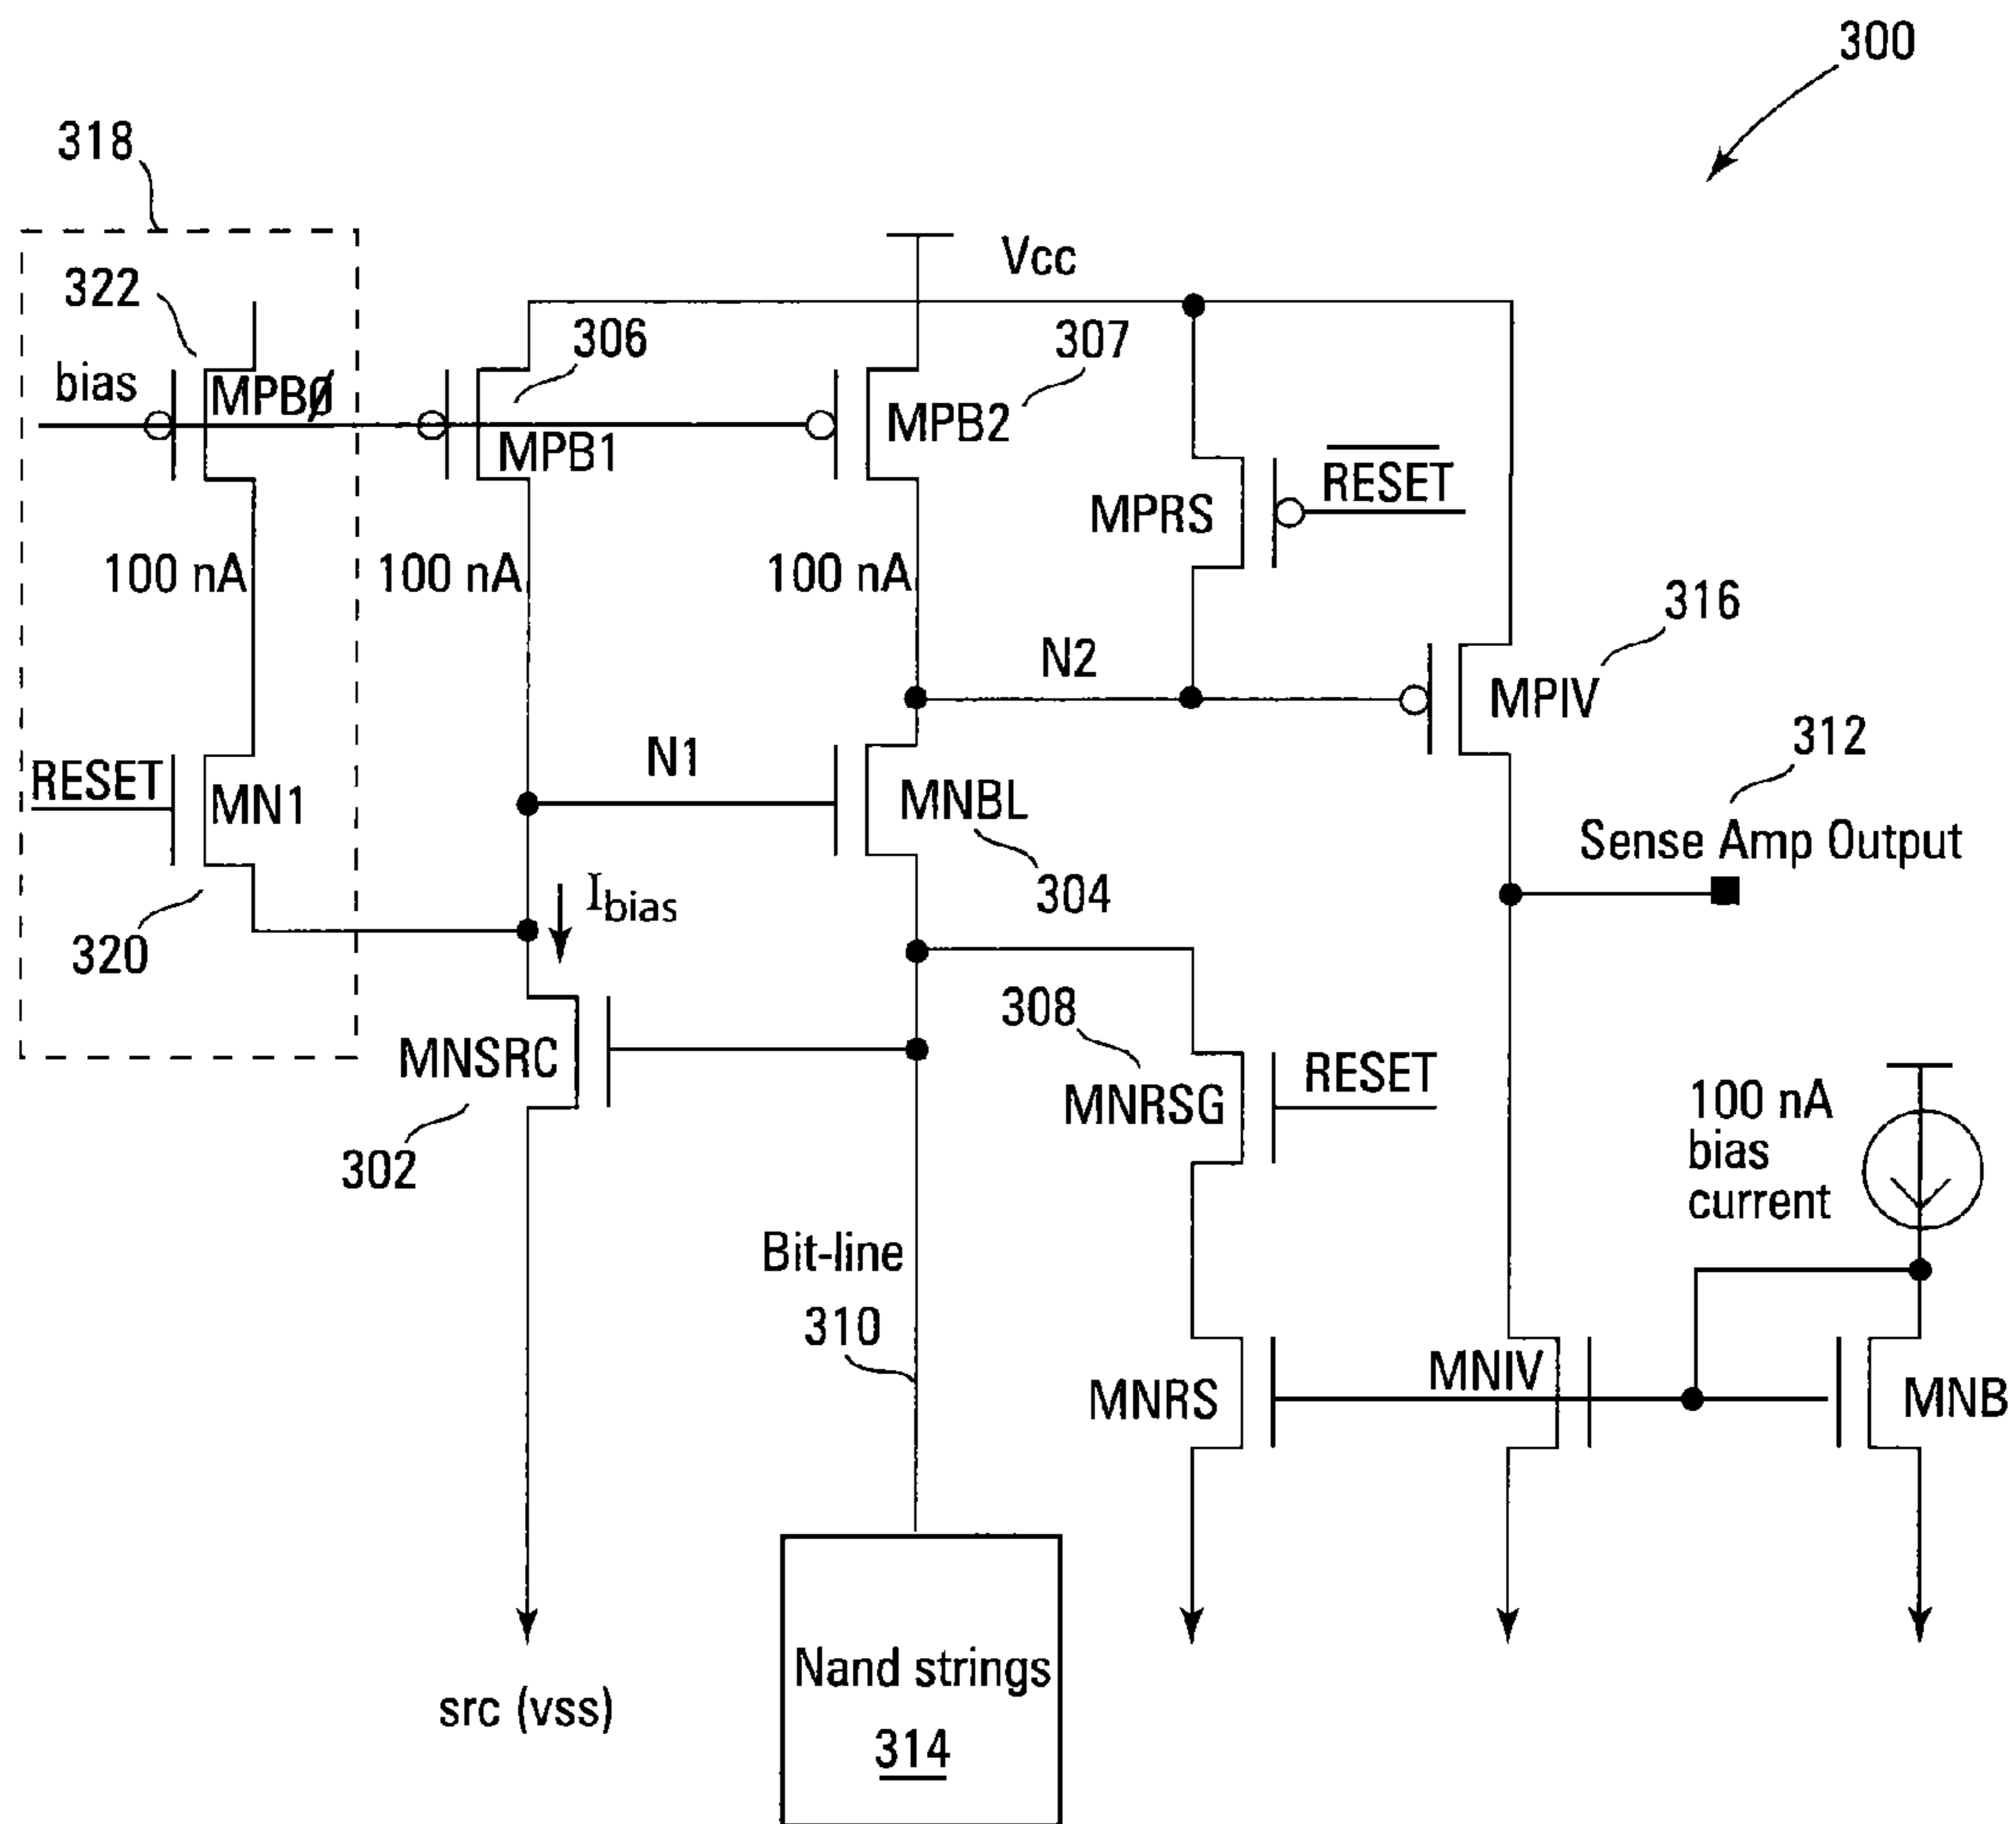 300
318
Vcc
322
306
307
bias
MPBØ
MPB1
MPB2
RESET
MPRS
100 nA
100 nA
100 nA
316
N2
MPIV
312
N1
RESET
MN1
MNBL
Sense Amp Output
Ibias
304
320
308
MNSRC
RESET
MNRSG
100 nA
bias
current
302
Bit-line
310
MNIV
MNRS
MNB
Nand strings
314
src (vss)